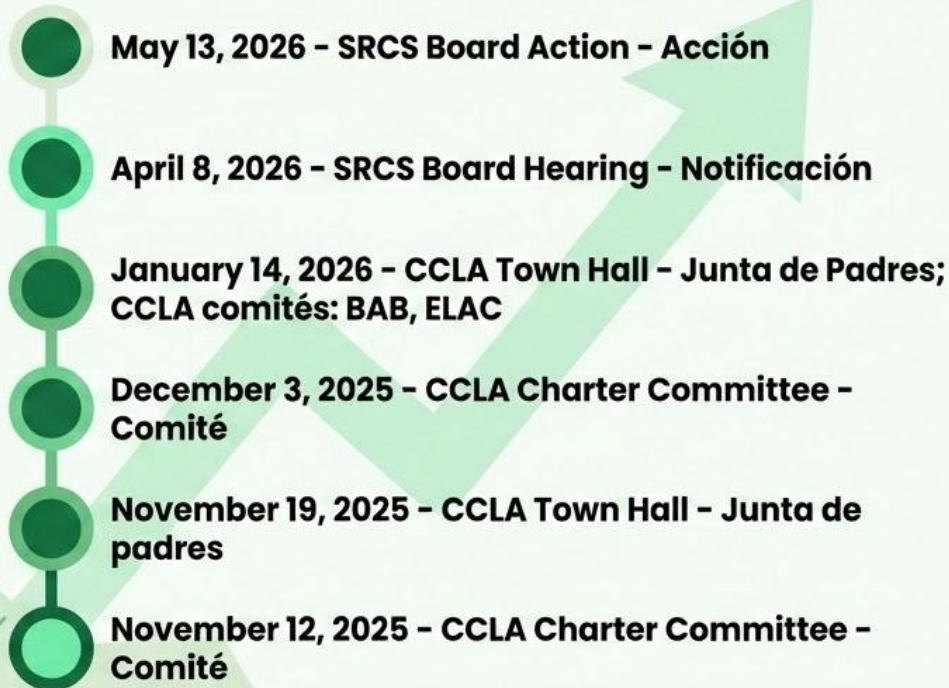 May 13, 2026 - SRCS Board Action - Acción
April 8, 2026 - SRCS Board Hearing - Notificación
January 14, 2026 - CCLA Town Hall - Junta de Padres;
CCLA comités: BAB, ELAC
December 3, 2025 - CCLA Charter Committee -
Comité
November 19, 2025 - CCLA Town Hall - Junta de
padres
November 12, 2025 - CCLA Charter Committee -
Comité